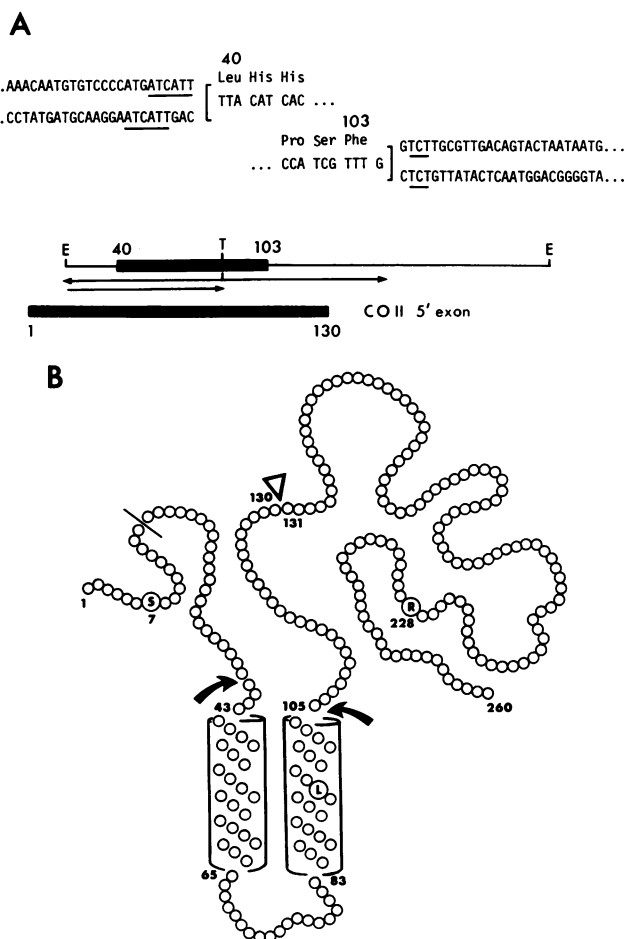 A
40
Leu His His
.AAACAATGTGTCCCCATGATCATT
TTA CAT CAC ...
.CCTATGATGCAAGGAATCATTGAC
103
Pro Ser Phe
GTCTTGCGTTGACAGTACTAATAATG...
... CCA TCG TTT G
CTCTGTTATACTCAATGGACGGGGTA...
E 40 T 103 E
COII 5' exon
1 130
B
130
131
1
S
7
R
228
260
43 105
L
65 83